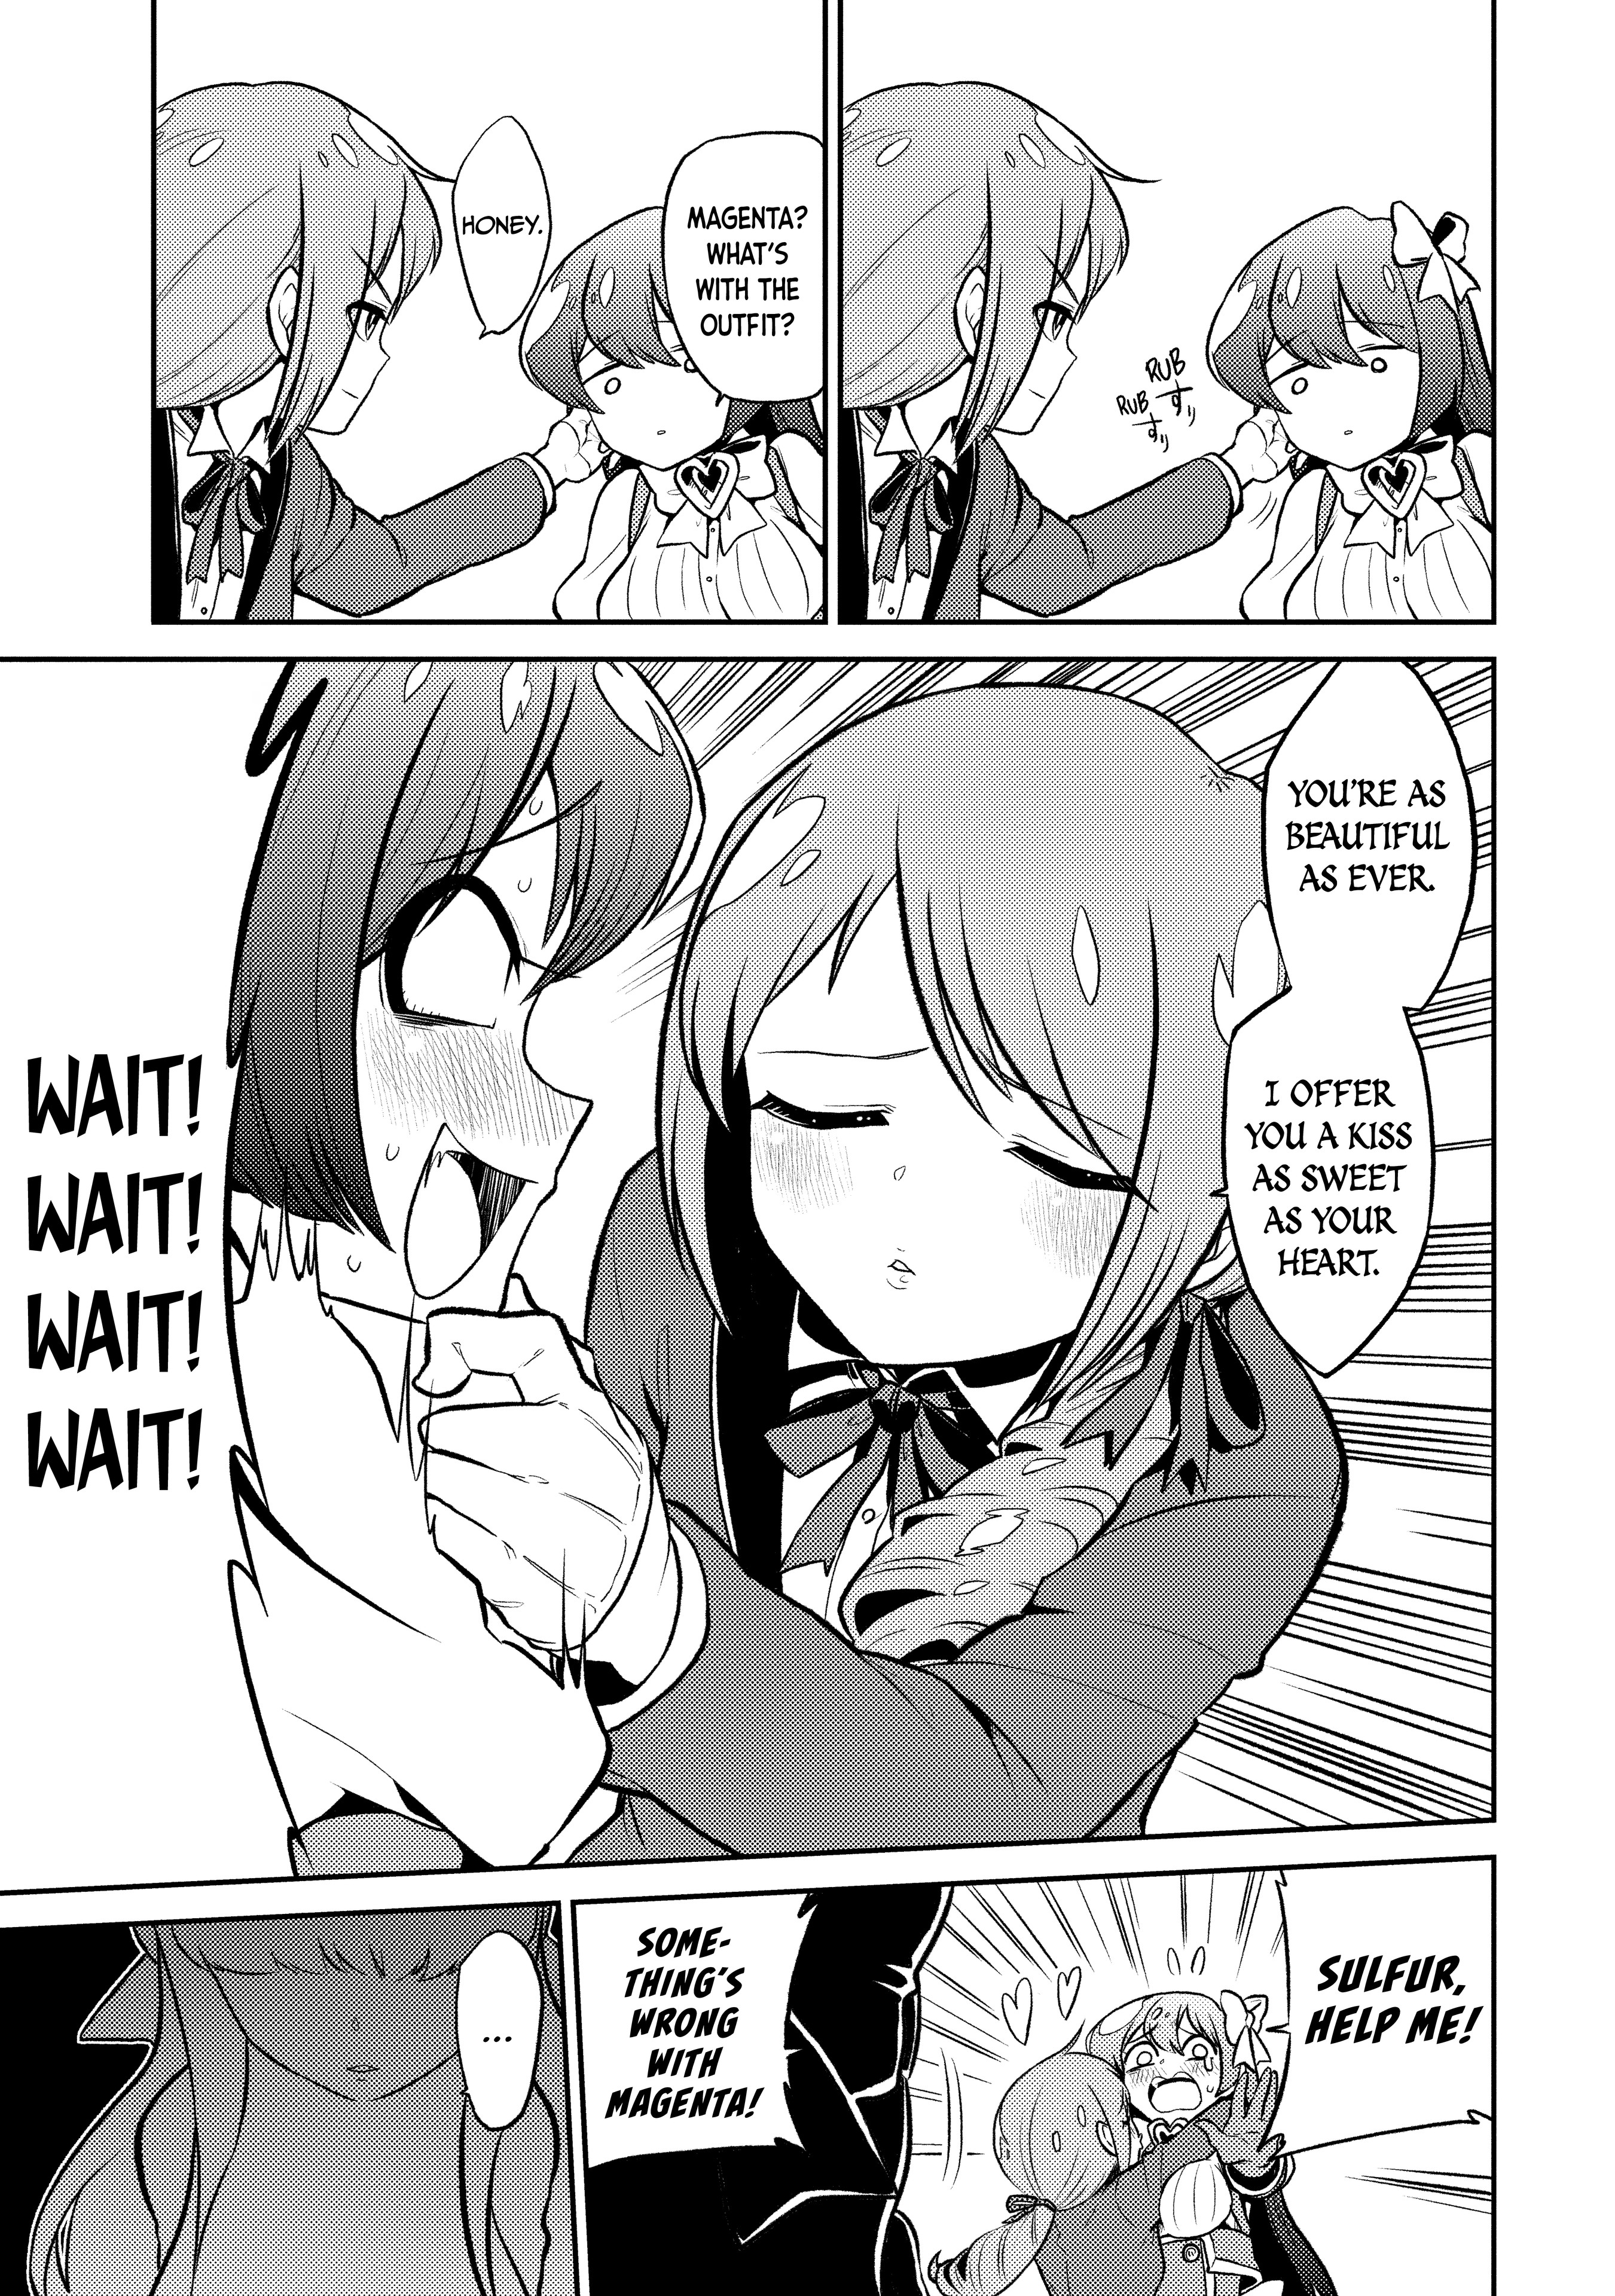 RUB
すり
RUB
すり
MAGENTA?
WHAT'S
WITH THE
OUTFIT?
HONEY.
YOU'RE AS
BEAUTIFUL
AS EVER.
I OFFER
YOU A KISS
AS SWEET
AS YOUR
HEART.
WAIT!
WAIT!
WAIT!
WAIT!
SULFUR,
HELP ME!
SOME-
THING'S
WRONG
WITH
MAGENTA!
...